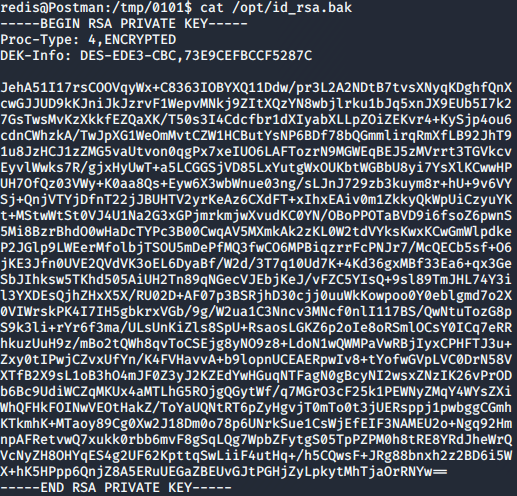 redis@Postman:/tmp/0101$ cat /opt/id_rsa.bak
-----BEGIN RSA PRIVATE KEY-----
Proc-Type: 4,ENCRYPTED
DEK-Info: DES-EDE3-CBC,73E9CEFBCCF5287C
JehA51I17rsCOOVqyWx+C8363IOBYXQ11Ddw/pr3L2A2NDtB7tvsXNyqKDghfQnX
cwGJJUD9kKJniJkJzrvF1WepvMNkj9ZItXQzYN8wbjlrku1bJq5xnJX9EUb5I7k2
7GsTwsMvKzXkkfEZQaXK/T50s3I4Cdcfbr1dXIyabXLLpZOiZEKvr4+KySjp4ou6
cdnCWhzkA/TwJpXG1WeOmMvtCZW1HCButYsNP6BDf78bQGmmlirqRmXfLB92JhT9
1u8JzHCJ1zZMG5vaUtvon0qgPx7xeIUO6LAFTozrN9MGWEqBEJ5zMVrrt3TGVkcv
EyvlWwks7R/gjxHyUwT+a5LCGGSjVD85LxYutgWxOUKbtWGBbU8yi7YsXlKCwwHP
UH7OfQz03VWy+K0aa8Qs+Eyw6X3wbWnue03ng/sLJnJ729zb3kuym8r+hU+9v6VY
Sj+QnjVTYjDfnT22jJBUHTV2yrKeAz6CXdFT+xIhxEAiv0m1ZkkyQkWpUiCzyuYK
t+MStwWtSt0VJ4U1Na2G3xGPjmrkmjwXvudKC0YN/OBoPPOTaBVD9i6fsoZ6pwnS
5Mi8BzrBhdO0wHaDcTYPc3B00CwqAV5MXmkAk2zKL0W2tdVYksKwxKCwGmWlpdke
P2JGlp9LWEerMfolbjTSOU5mDePfMQ3fwCO6MPBiqzrrFcPNJr7/McQECb5sf+O6
jKE3Jfn0UVE2QVdVK3oEL6DyaBf/W2d/3T7q10Ud7K+4Kd36gxMBf33Ea6+qx3Ge
SbJIhksw5TKhd505AiUH2Tn89qNGecVJEbjKeJ/vFZC5YIsQ+9sl89TmJHL74Y3i
l3YXDEsQjhZHxX5X/RU02D+AF07p3BSRjhD30cjj0uuWkKowpoo0Y0eblgmd7o2X
0VIWrskPK4I7IH5gbkrxVGb/9g/W2ua1C3Nncv3MNcf0nlI117BS/QwNtuTozG8p
S9k3li+rYr6f3ma/ULsUnKiZls8SpU+RsaosLGKZ6p2oIe8oRSmlOCsY0ICq7eRR
hkuzUuH9z/mBo2tQWh8qvToCSEjg8yNO9z8+LdoN1wQWMPaVwRBjIyxCPHFTJ3u+
Zxy0tIPwjCZvxUfYn/K4FVHavvA+b9lopnUCEAERpwIv8+tYofwGVpLVC0DrN58V
XTfB2X9sL1oB3hO4mJF0Z3yJ2KZEdYwHGuqNTFagN0gBcyNI2wsxZNzIK26vPrOD
b6Bc9UdiWCZqMKUx4aMTLhG5ROjgQGytWf/q7MGrO3cF25k1PEWNyZMqY4WYsZXi
WhQFHkFOINwVEOtHakZ/ToYaUQNtRT6pZyHgvjT0mTo0t3jUERsppj1pwbggCGmh
KTkmhK+MTaoy89Cg0Xw2J18Dm0o78p6UNrkSue1CsWjEfEIF3NAMEU2o+Ngq92Hm
npAFRetvwQ7xukk0rbb6mvF8gSqLQg7WpbZFytgS05TpPZPM0h8tRE8YRdJheWrQ
VcNyZH8OHYqES4g2UF62KpttqSwLiiF4utHq+/h5CQwsF+JRg88bnxh2z2BD6i5W
X+hK5HPpp6QnjZ8A5ERuUEGaZBEUvGJtPGHjZyLpkytMhTjaOrRNYw==
-----END RSA PRIVATE KEY-----